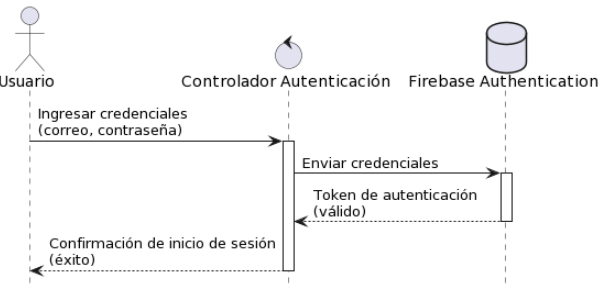 Usuario
Controlador Autenticación
Firebase Authentication
Ingresar credenciales
(correo, contraseña)
Enviar credenciales
Token de autenticación
(válido)
Confirmación de inicio de sesión
(éxito)